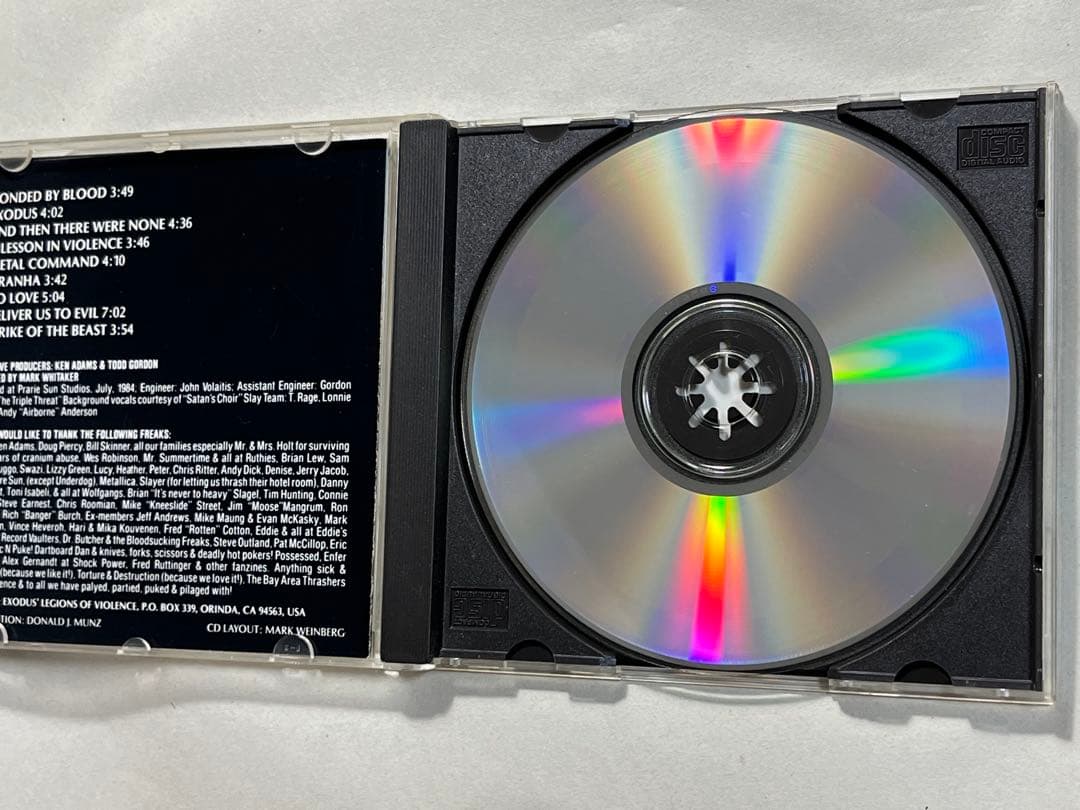 ONDED BY BLOOD 3:49
XODUS 4:02
ND THEN THERE WERE NONE 4:36
LESSON IN VIOLENCE 3:46
ETAL COMMAND 4:10
RANHA 3:42
O LOVE 5:04
ELIVER US TO EVIL 7:02
RIKE OF THE BEAST 3:54
VE PRODUCERS: KEN ADAMS & TODD GORDON
ED BY MARK WHITAKER
d at Prarie Sun Studios, July, 1984; Engineer: John Volaitis; Assistant Engineer: Gordon
The Triple Threat" Background vocals courtesy of "Satan's Choir" Slay Team: T. Rage, Lonnie
Andy "Airborne" Anderson
OULD LIKE TO THANK THE FOLLOWING FREAKS:
en Adams, Doug Piercy, Bill Skinner, all our families especially Mr. & Mrs. Holt for surviving
ars of cranium abuse, Wes Robinson, Mr. Summertime & all at Ruthies, Brian Lew, Sam
uggo, Swazi, Lizzy Green, Lucy, Heather, Peter, Chris Ritter, Andy Dick, Denise, Jerry Jacob,
re Sun, (except Underdog), Metallica, Slayer (for letting us thrash their hotel room), Danny
t, Toni Isabeli, & all at Wolfgangs, Brian "It's never to heavy" Slagel, Tim Hunting, Connie
Steve Earnest, Chris Roomian, Mike "Kneeslide" Street, Jim "Moose" Mangrum, Ron
Rich "Banger" Burch, Ex-members Jeff Andrews, Mike Maung & Evan McKasky, Mark
n, Vince Heveroh, Hari & Mika Kouvenen, Fred "Rotten" Cotton, Eddie & all at Eddie's
Record Vaulters, Dr. Butcher & the Bloodsucking Freaks, Steve Outland, Pat McCillop, Eric
c N Puke! Dartboard Dan & knives, forks, scissors & deadly hot pokers! Possessed, Enfer
Alex Gernandt at Shock Power, Fred Ruttinger & other fanzines. Anything sick &
(because we like it!), Torture & Destruction (because we love it!), The Bay Area Thrashers
ence & to all we have palyed, partied, puked & pilaged with!
EXODUS' LEGIONS OF VIOLENCE, P.O. BOX 339, ORINDA, CA 94563, USA
TION: DONALD J. MUNZ
CD LAYOUT: MARK WEINBERG
COMPACT
disc
DIGITAL AUDIO
COMPACT
disc
DIGITAL AUDIO